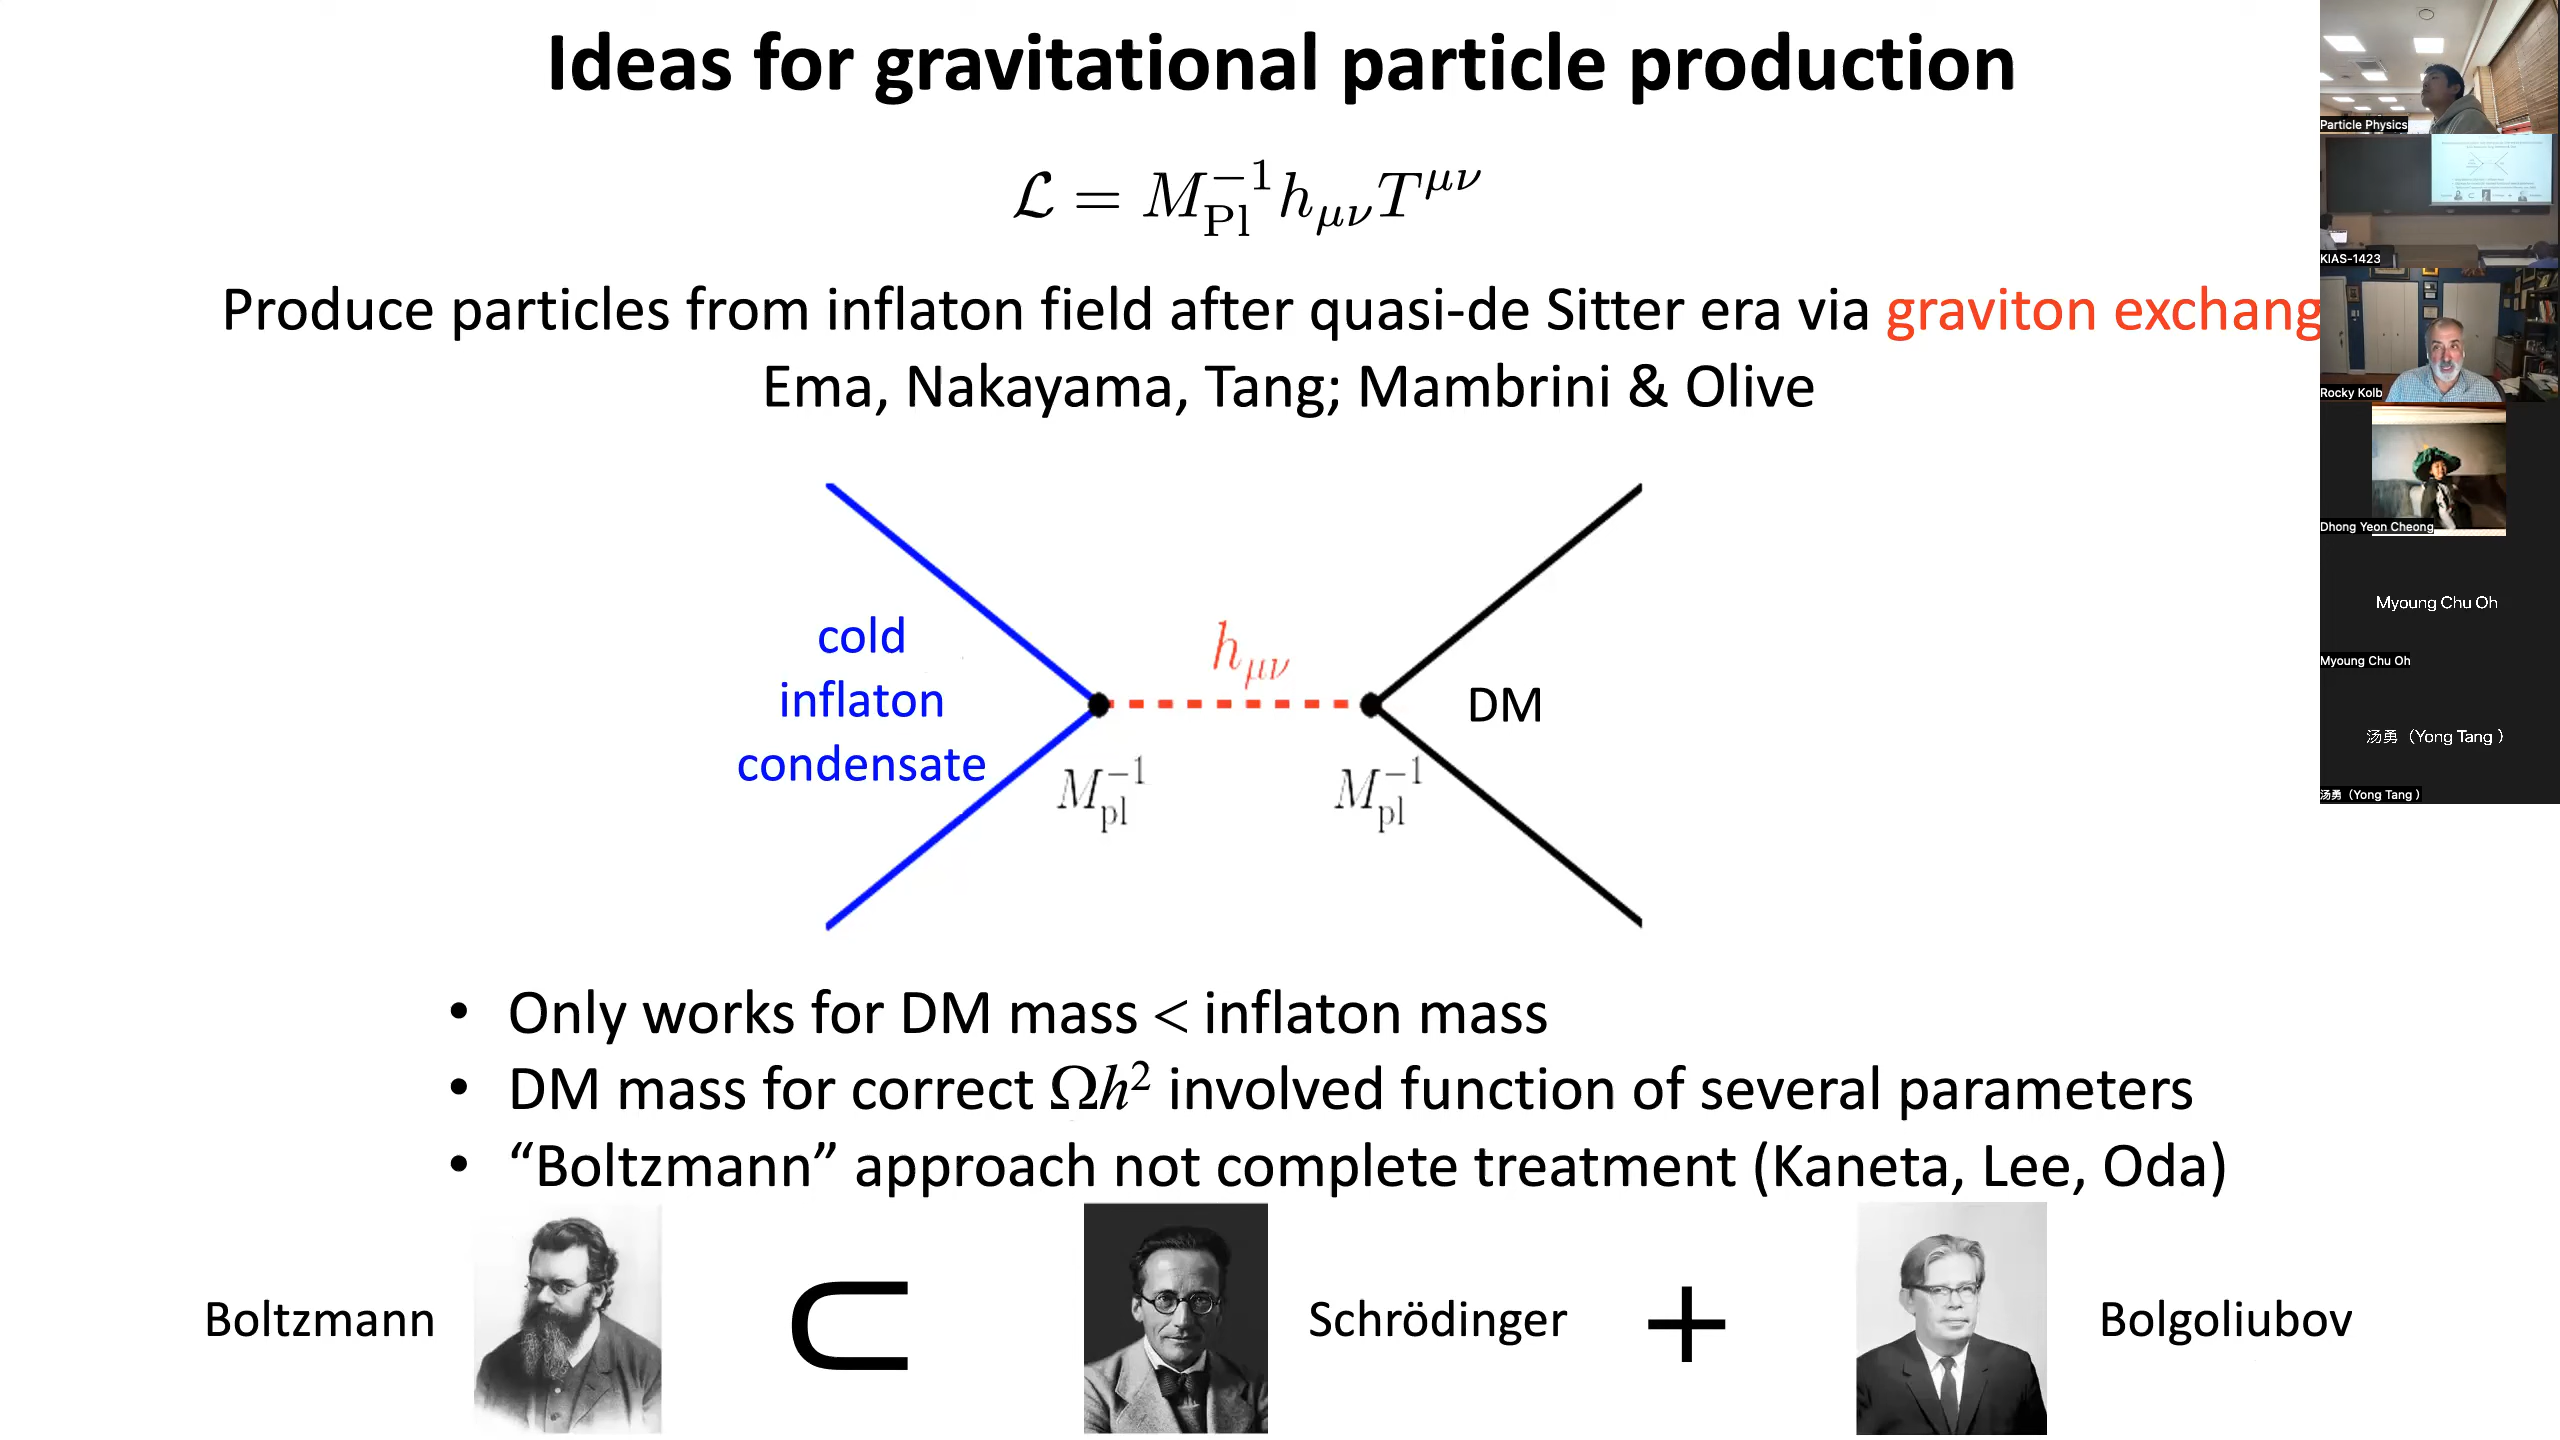 Ideas for gravitational particle production
ℒ = M_Pl^{-1} h_{μν} T^{μν}
Produce particles from inflaton field after quasi-de Sitter era via graviton exchang
Ema, Nakayama, Tang; Mambrini & Olive
cold
inflaton
condensate
h_{μν}
DM
M_pl^{-1}
M_pl^{-1}
• Only works for DM mass < inflaton mass
• DM mass for correct Ωh² involved function of several parameters
• “Boltzmann” approach not complete treatment (Kaneta, Lee, Oda)
Boltzmann
⊂
Schrödinger
+
Bolgoliubov
Particle Physics
KIAS-1423
Rocky Kolb
Dhong Yeon Cheong
Myoung Chu Oh
Myoung Chu Oh
汤勇（Yong Tang ）
汤勇（Yong Tang ）